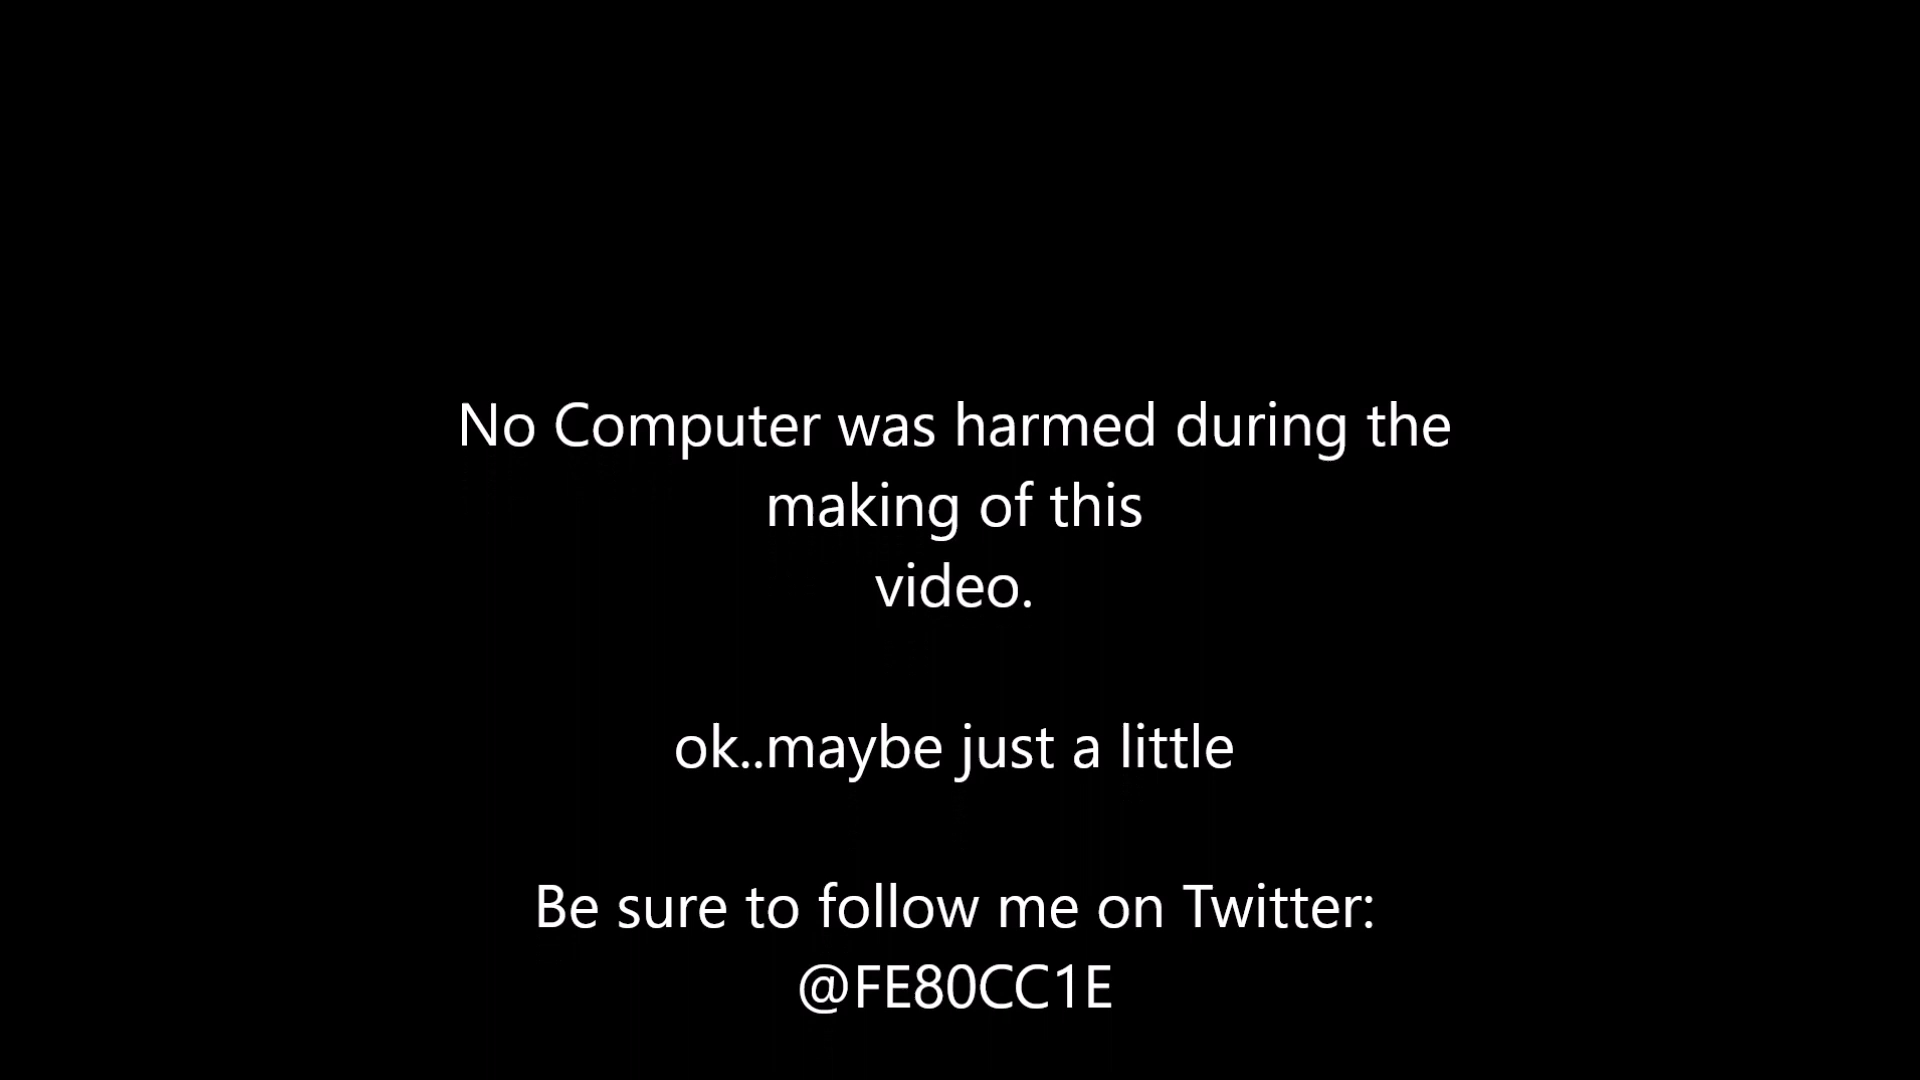 No Computer was harmed during the
making of this
video.
ok..maybe just a little
Be sure to follow me on Twitter:
@FE80CC1E